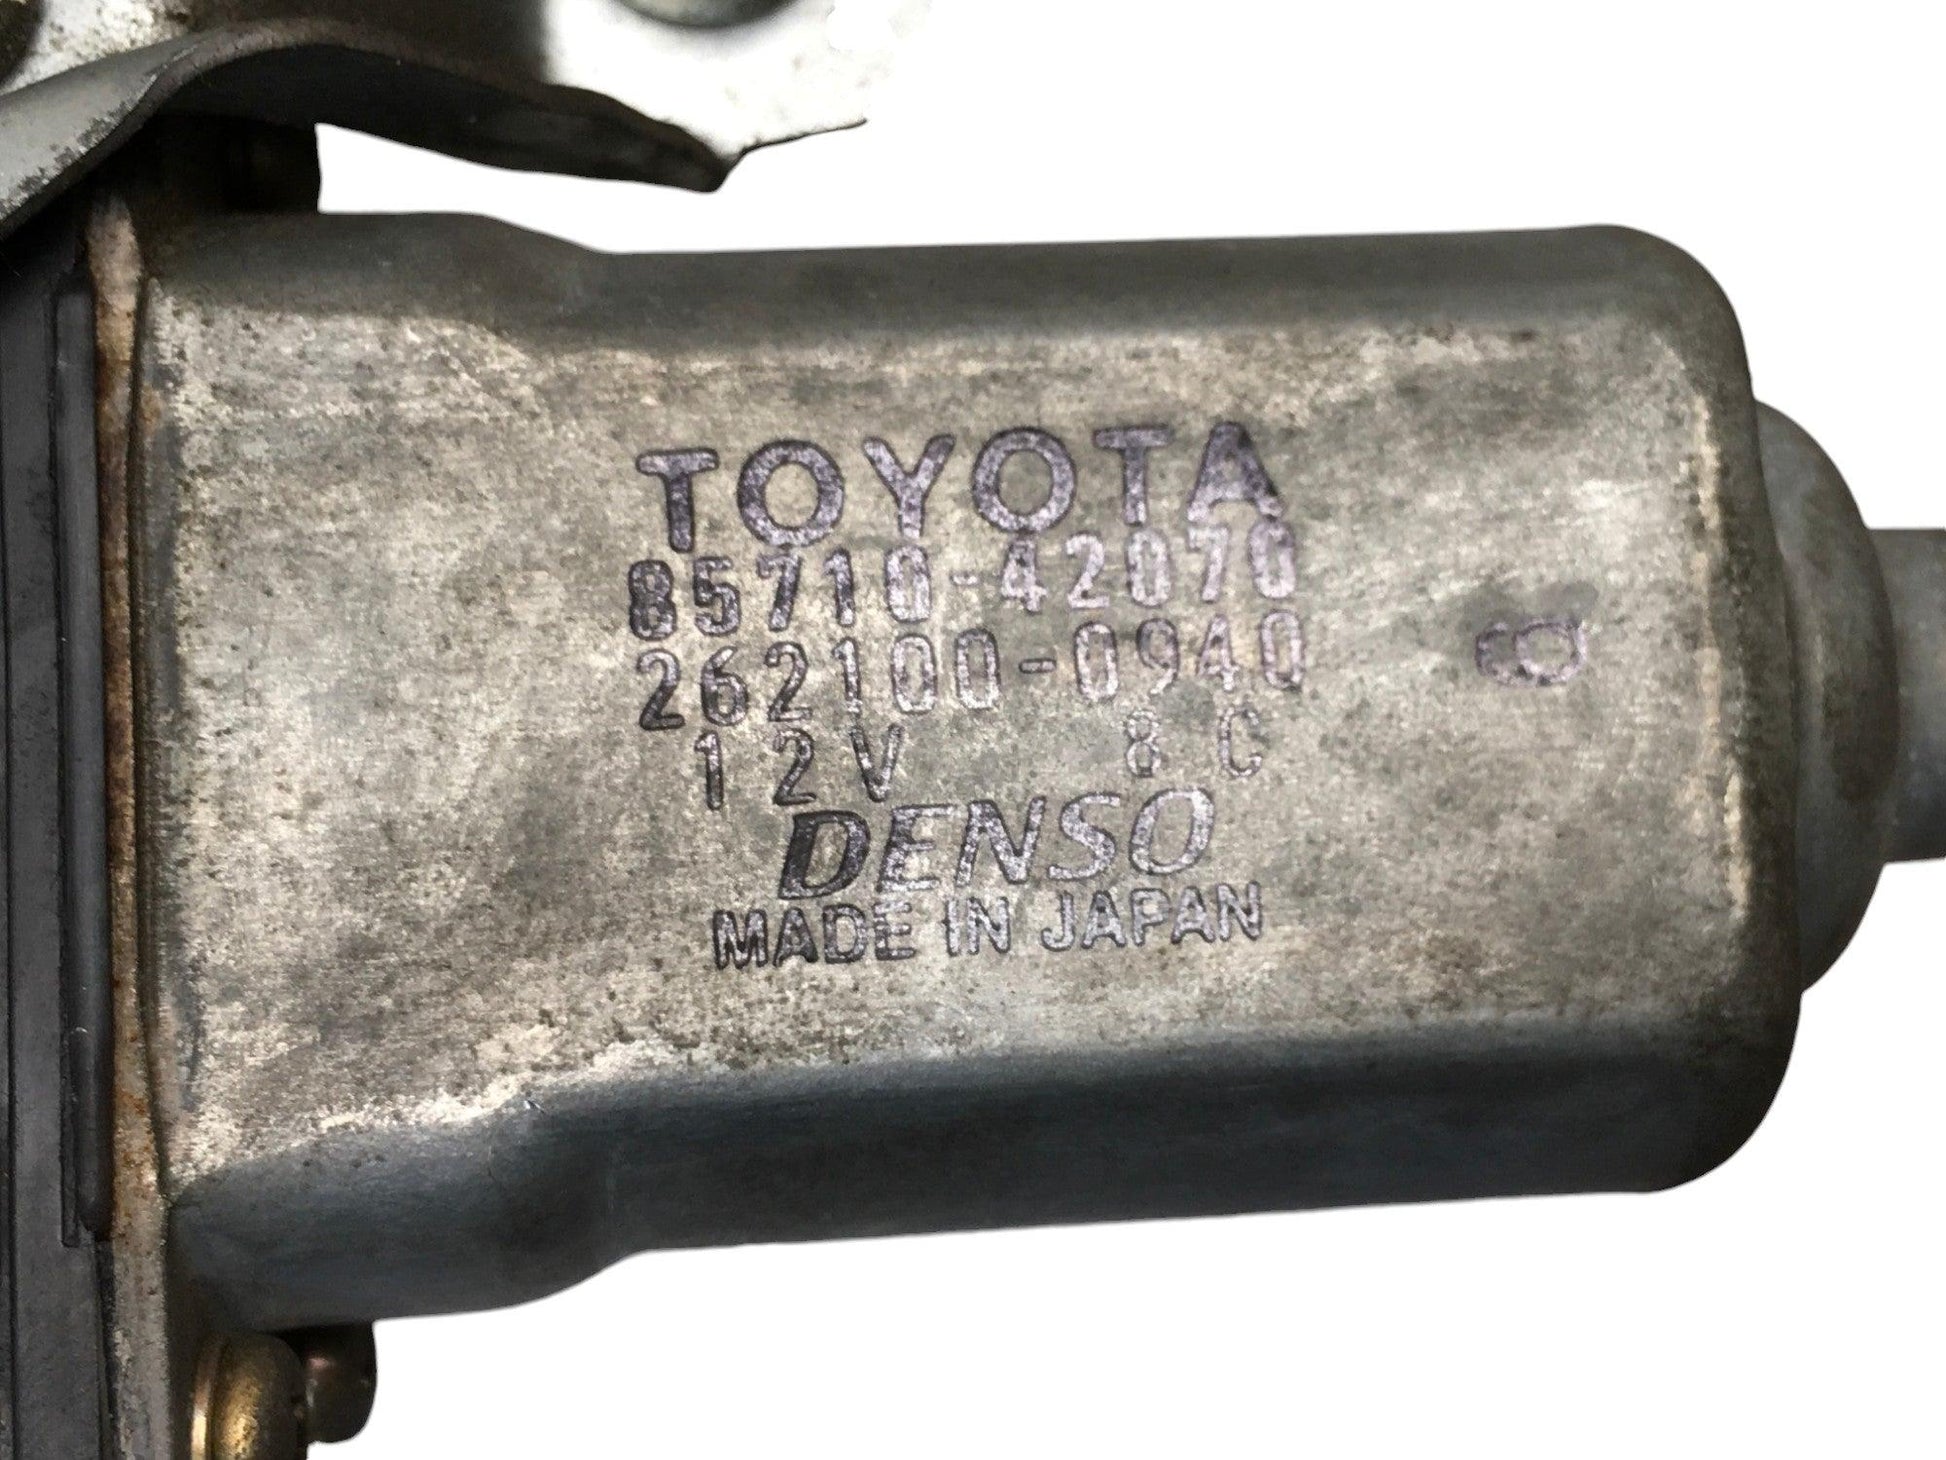 TOYOTA
85710-42070
262100-0940
12V 8C
DENSO
MADE IN JAPAN